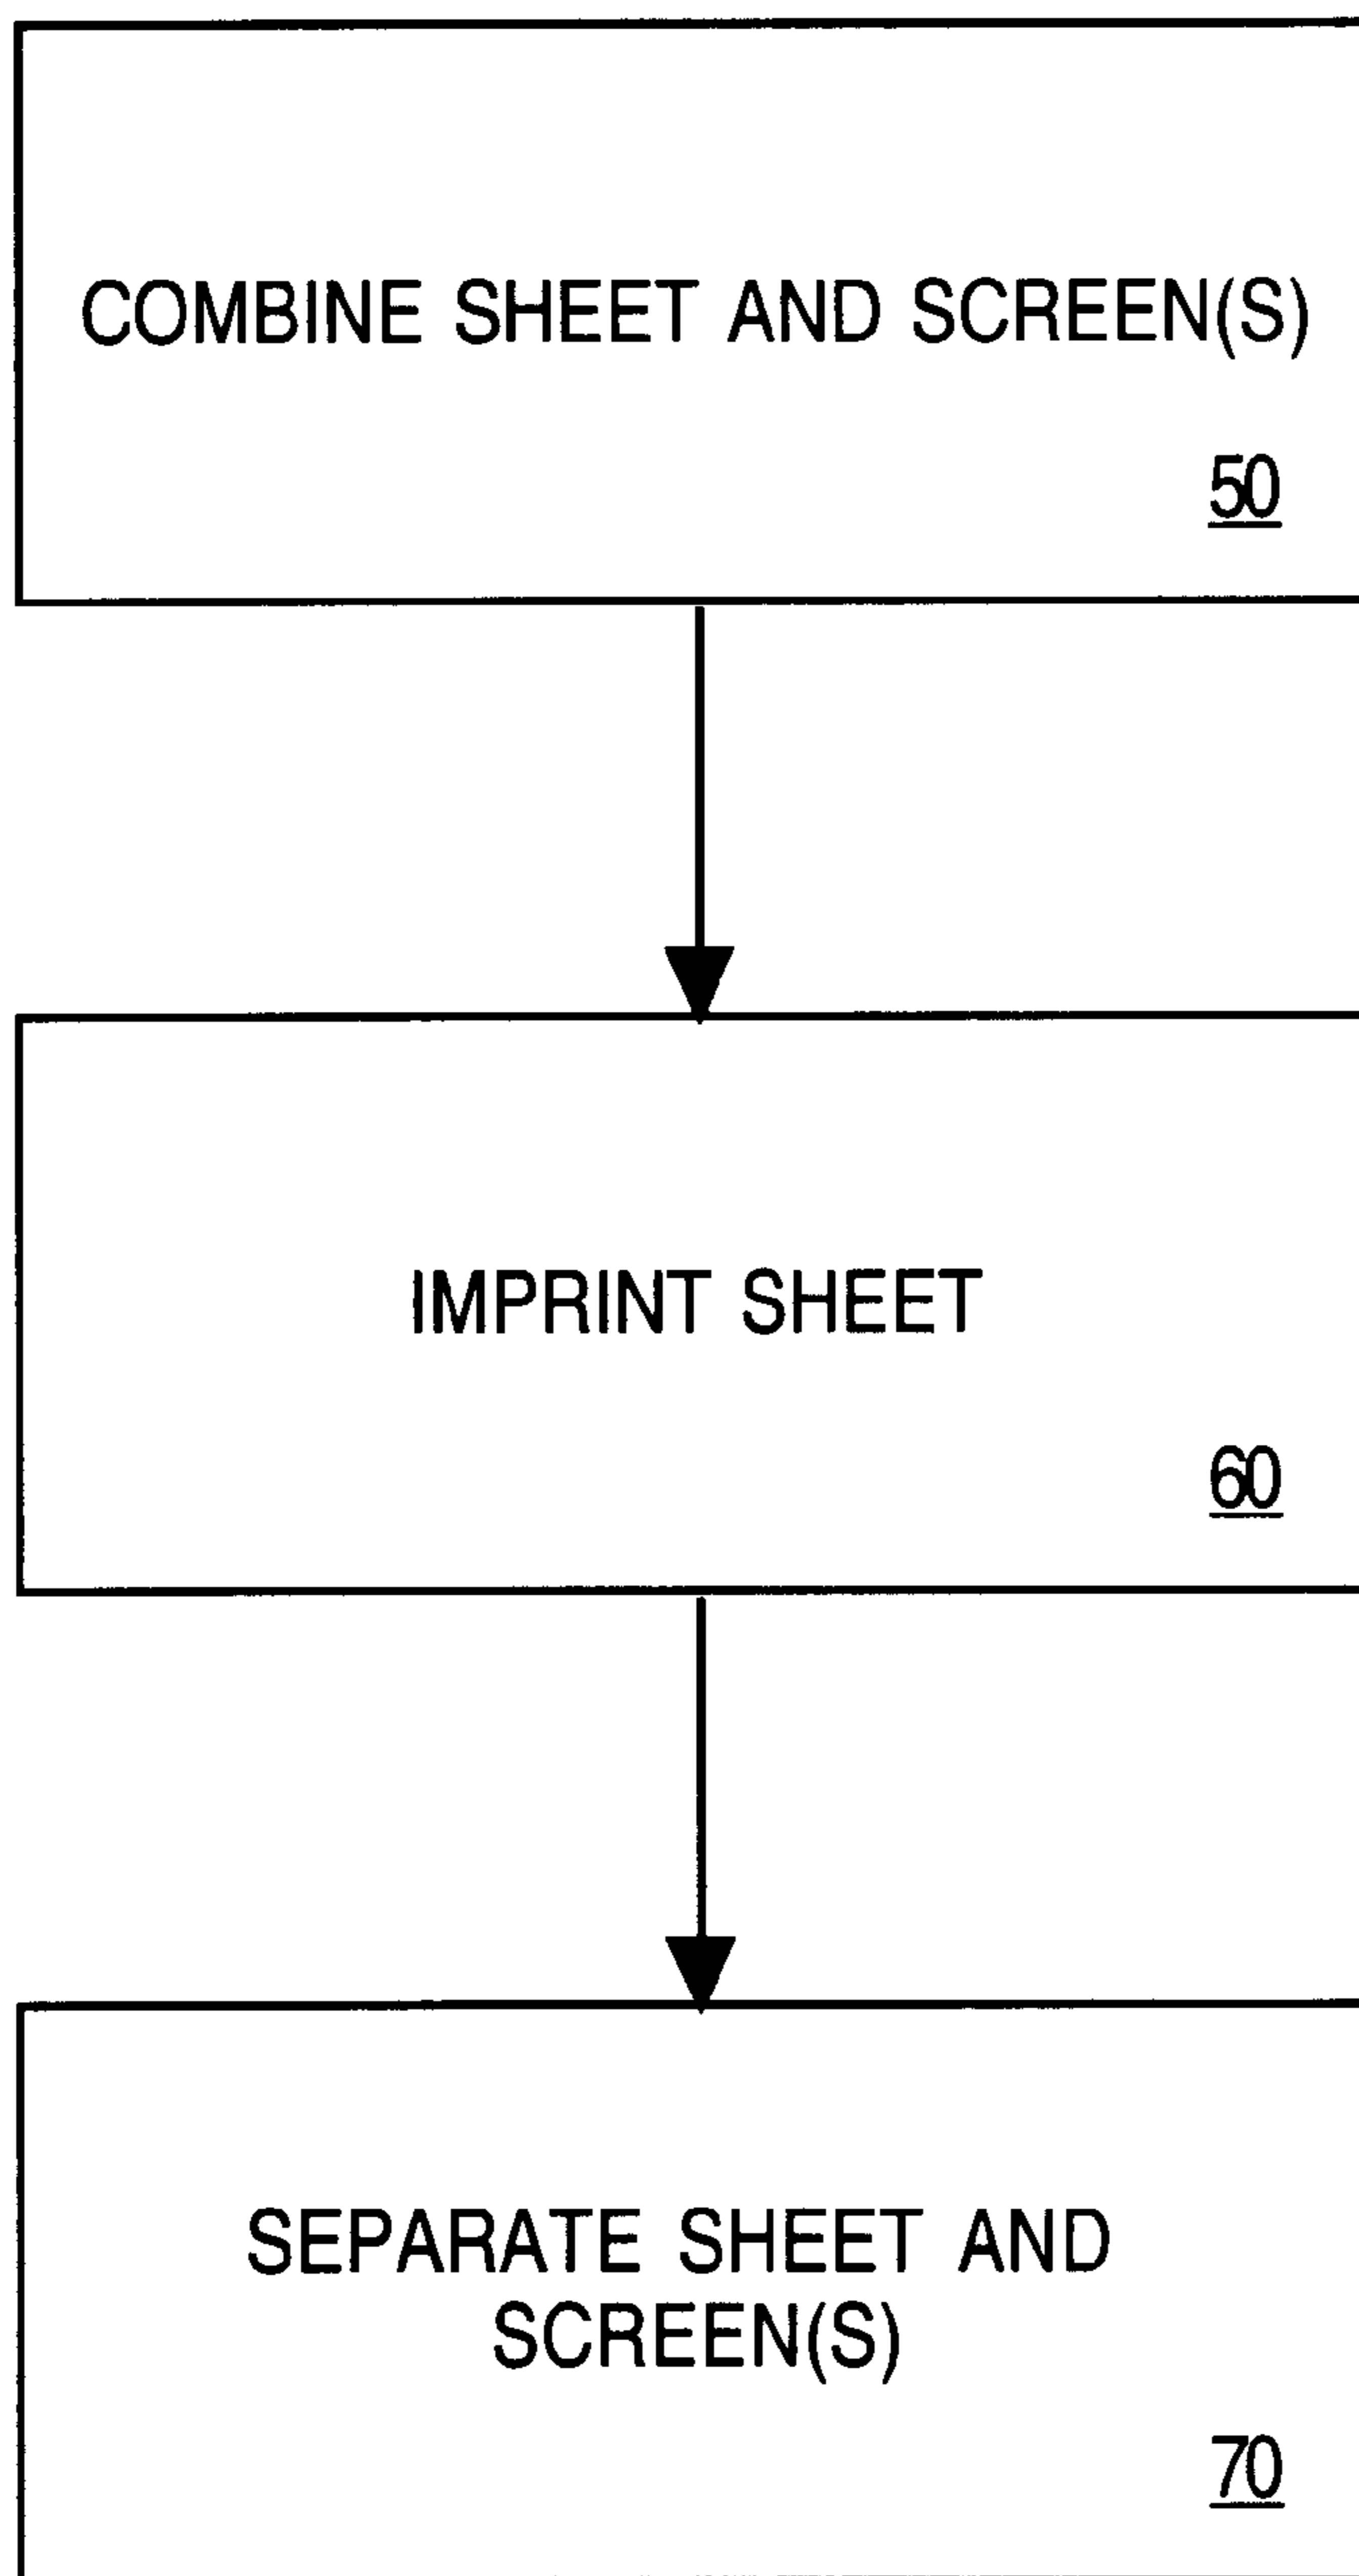 COMBINE SHEET AND SCREEN(S)
50
IMPRINT SHEET
60
SEPARATE SHEET AND
SCREEN(S)
70